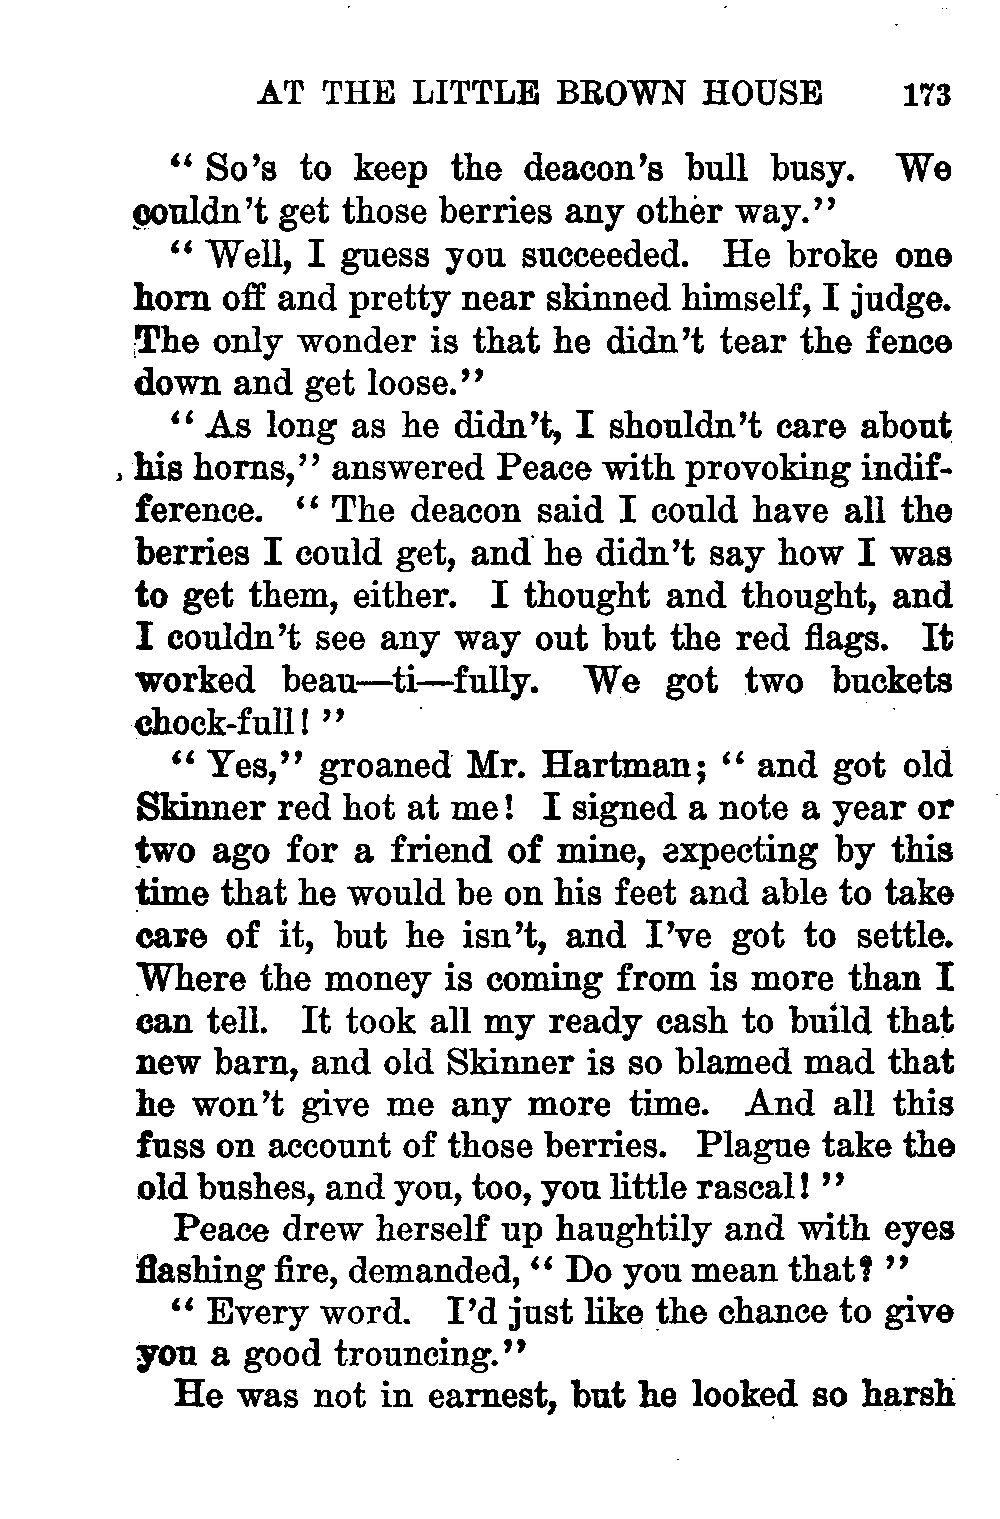 AT THE LITTLE BROWN HOUSE 173
“ So’s to keep the deacon’s bull busy. We
couldn’t get those berries any other way.”
“ Well, I guess you succeeded. He broke one
horn off and pretty near skinned himself, I judge.
The only wonder is that he didn’t tear the fence
down and get loose.”
“ As long as he didn’t, I shouldn’t care about
his horns,” answered Peace with provoking indif-
ference. “ The deacon said I could have all the
berries I could get, and he didn’t say how I was
to get them, either. I thought and thought, and
I couldn’t see any way out but the red flags. It
worked beau—ti—fully. We got two buckets
chock-full! ”
“ Yes,” groaned Mr. Hartman; “ and got old
Skinner red hot at me! I signed a note a year or
two ago for a friend of mine, expecting by this
time that he would be on his feet and able to take
care of it, but he isn’t, and I’ve got to settle.
Where the money is coming from is more than I
can tell. It took all my ready cash to build that
new barn, and old Skinner is so blamed mad that
he won’t give me any more time. And all this
fuss on account of those berries. Plague take the
old bushes, and you, too, you little rascal! ”
Peace drew herself up haughtily and with eyes
flashing fire, demanded, “ Do you mean that? ”
“ Every word. I’d just like the chance to give
you a good trouncing.”
He was not in earnest, but he looked so harsh